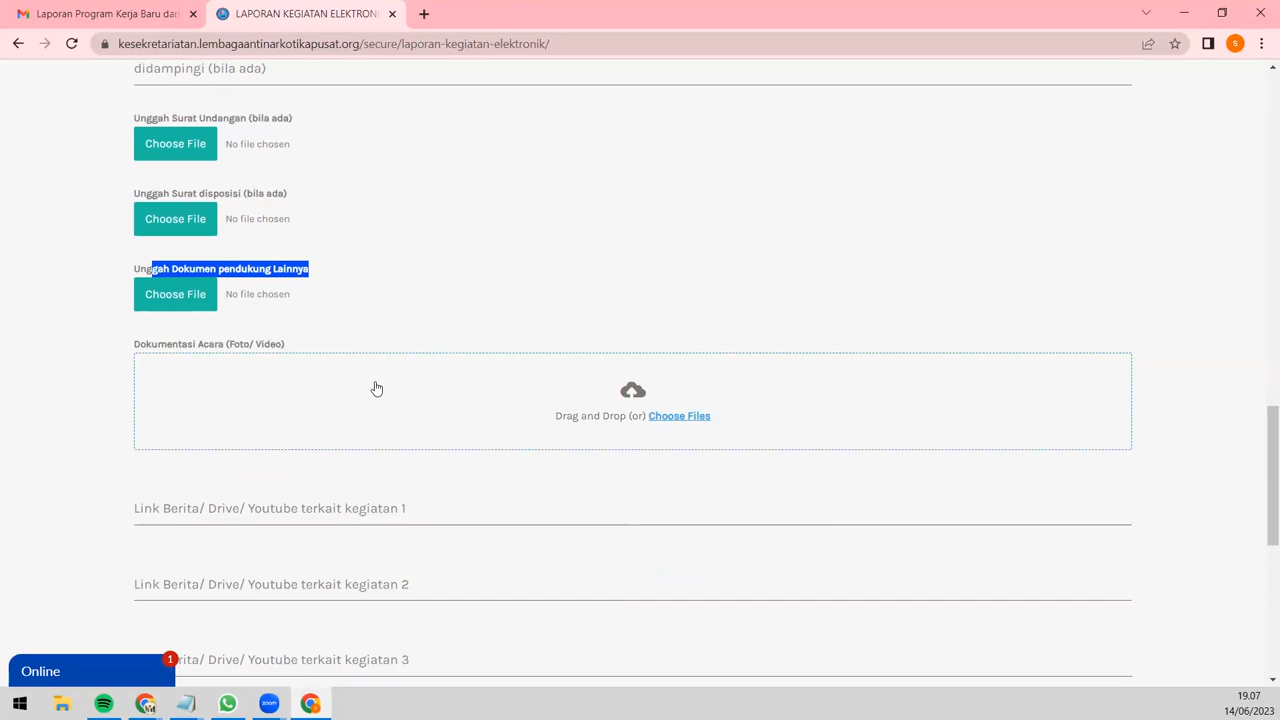 Laporan Program Kerja Baru dari
LAPORAN KEGIATAN ELEKTRONI
kesekretariatan.lembagaantinarkotikapusat.org/secure/laporan-kegiatan-elektronik/
S
didampingi (bila ada)
Unggah Surat Undangan (bila ada)
Choose File No file chosen
Unggah Surat disposisi (bila ada)
Choose File No file chosen
Unggah Dokumen pendukung Lainnya
Choose File No file chosen
Dokumentasi Acara (Foto/ Video)
Drag and Drop (or) Choose Files
Link Berita/ Drive/ Youtube terkait kegiatan 1
Link Berita/ Drive/ Youtube terkait kegiatan 2
rita/ Drive/ Youtube terkait kegiatan 3
Online 1
zoom
19.07
14/06/2023